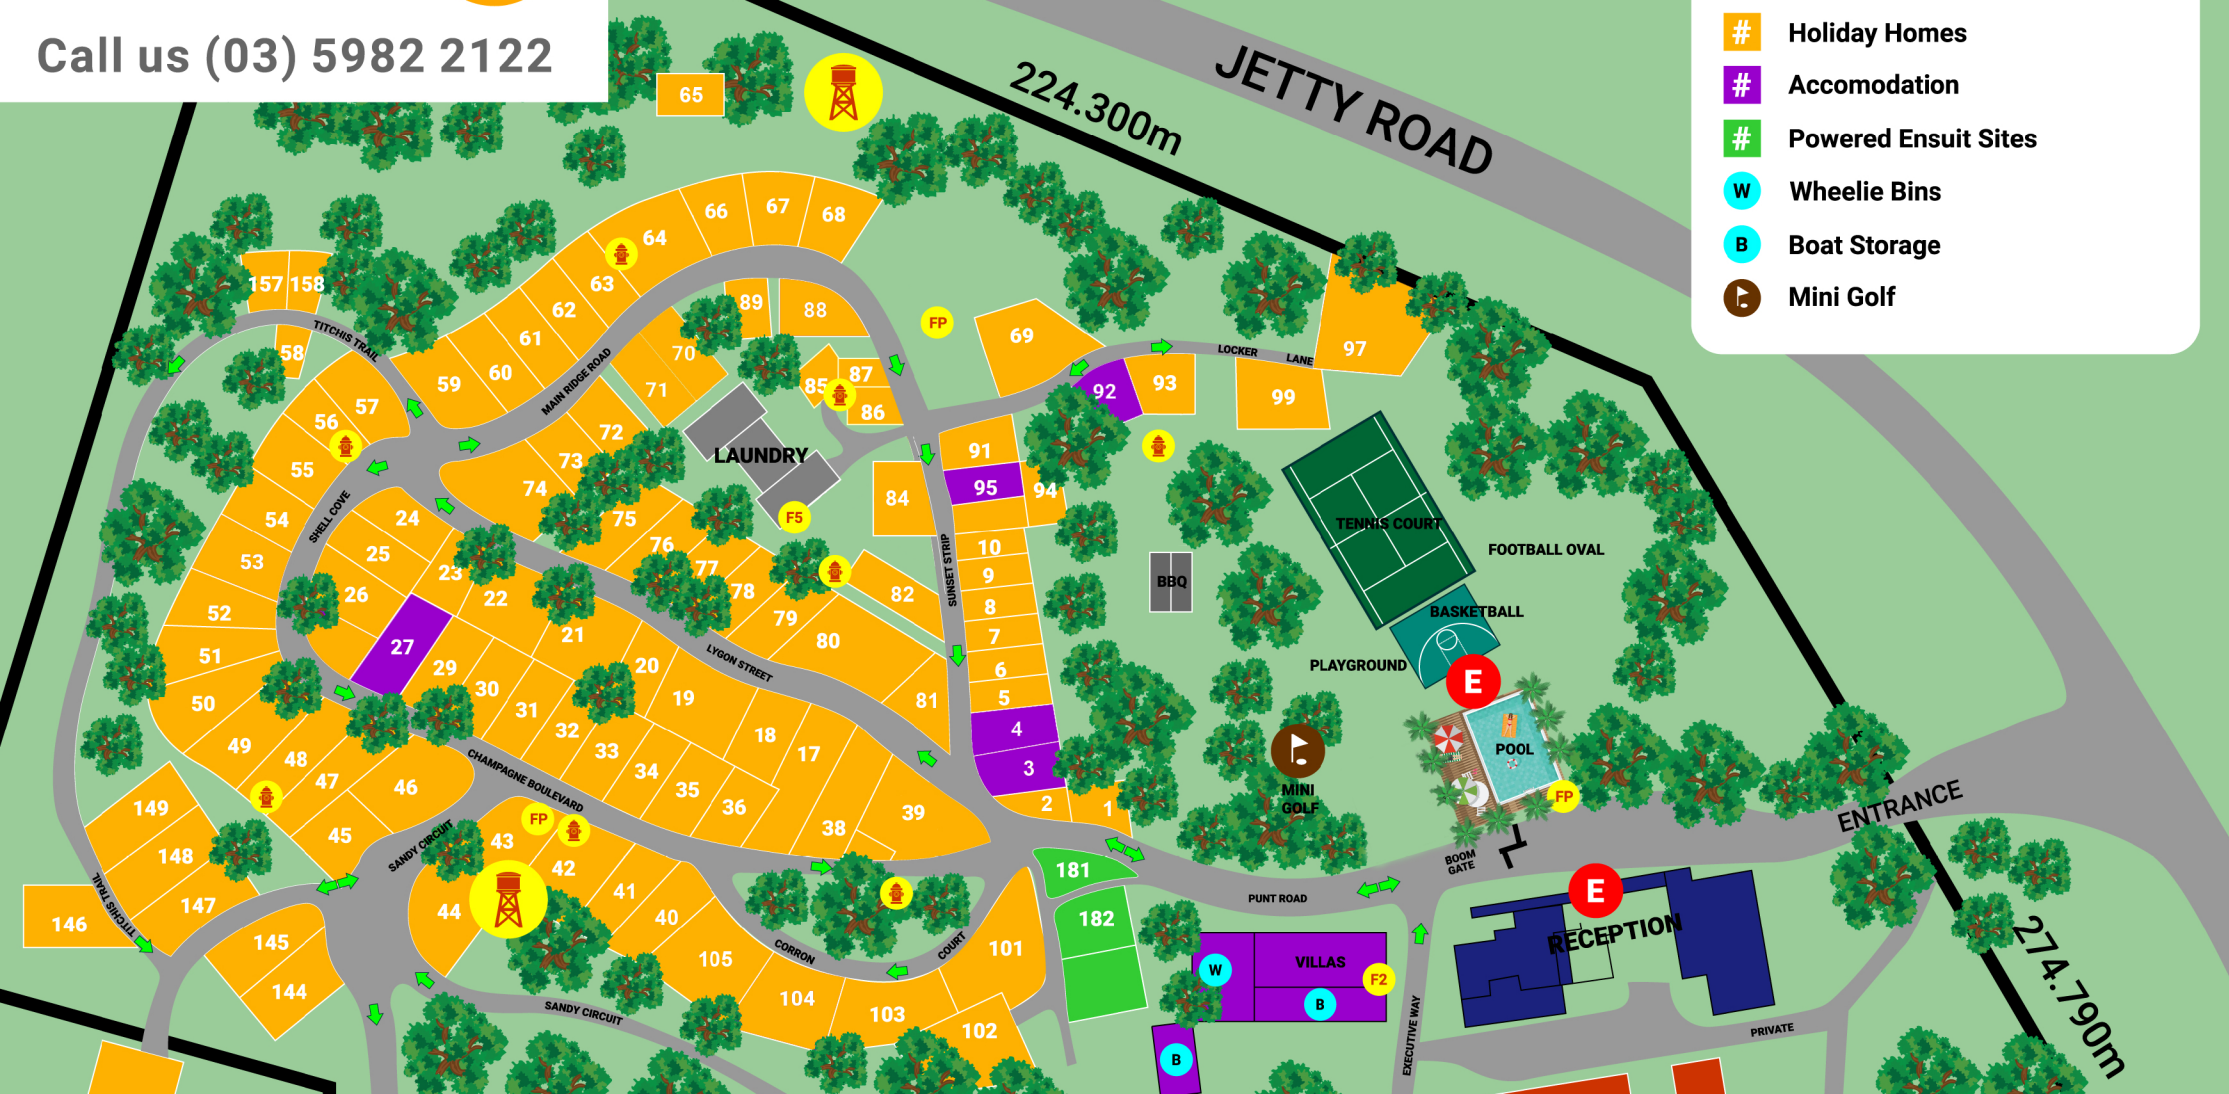 Call us (03) 5982 2122
# Holiday Homes
# Accomodation
# Powered Ensuit Sites
W Wheelie Bins
B Boat Storage
Mini Golf
JETTY ROAD
224.300m
274.790m
ENTRANCE
65
66
67
68
64
63
62
61
60
59
157
158
58
TITCHIS TRAIL
57
56
55
54
53
52
51
50
49
48
47
46
45
MAIN RIDGE ROAD
SHELL COVE
89
88
70
71
72
73
74
75
76
77
78
79
80
81
82
84
85
87
86
FP
69
LOCKER
LANE
97
92
93
99
91
95
94
LAUNDRY
F5
SUNSET STRIP
10
9
8
7
6
5
4
3
2
1
24
25
26
23
22
27
29
30
31
32
33
34
35
36
21
20
19
18
17
38
39
LYGON STREET
CHAMPAGNE BOULEVARD
TENNIS COURT
FOOTBALL OVAL
BBQ
BASKETBALL
PLAYGROUND
E
POOL
FP
MINI
GOLF
BOOM
GATE
PUNT ROAD
E
RECEPTION
EXECUTIVE WAY
PRIVATE
VILLAS
W
B
F2
B
181
182
149
148
147
146
TITCHIS TRAIL
145
144
SANDY CIRCUIT
FP
43
42
41
40
44
105
104
103
102
101
CORRON
COURT
SANDY CIRCUIT